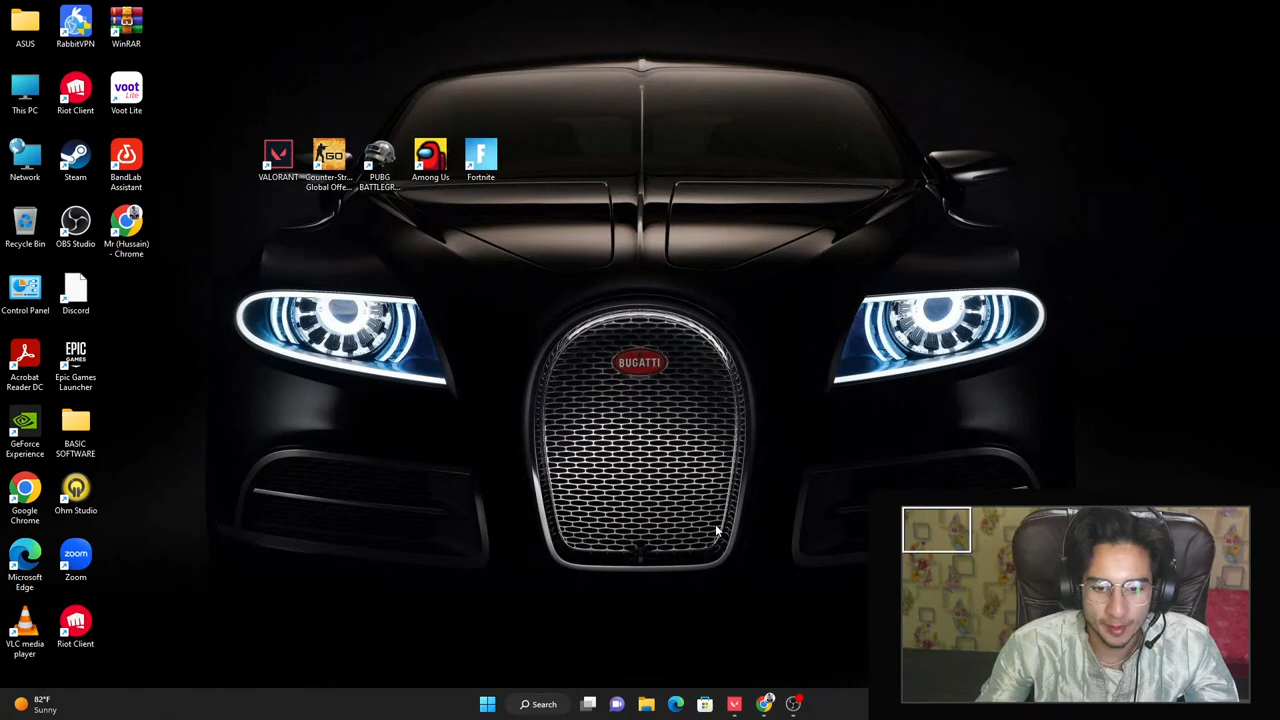 ASUS
RabbitVPN
WinRAR
This PC
Riot Client
voot
Lite
Voot Lite
Network
Steam
BandLab
Assistant
Recycle Bin
OBS Studio
Mr (Hussain)
- Chrome
Control Panel
Discord
Acrobat
Reader DC
EPIC
GAMES
Epic Games
Launcher
GeForce
Experience
BASIC
SOFTWARE
Google
Chrome
Ohm Studio
Microsoft
Edge
Zoom
VLC media
player
Riot Client
VALORANT
GO
Counter-Str...
Global Offe...
PUBG
BATTLEGR...
Among Us
F
Fortnite
BUGATTI
82°F
Sunny
Search